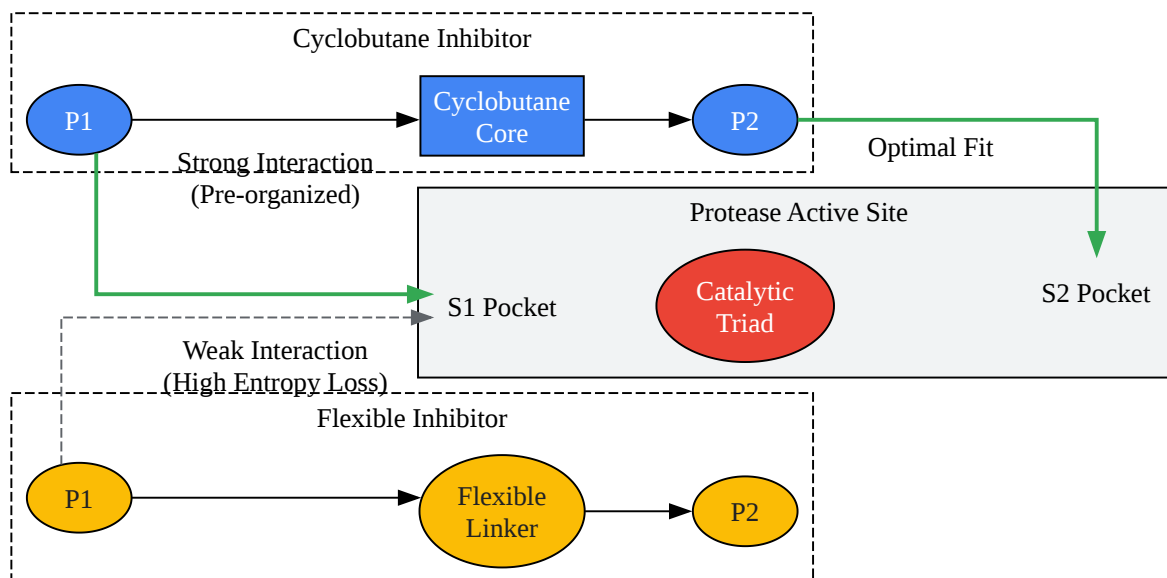 Cyclobutane Inhibitor
P1
Cyclobutane
Core
P2
Optimal Fit
Strong Interaction
(Pre-organized)
Protease Active Site
S1 Pocket
Catalytic
Triad
S2 Pocket
Weak Interaction
(High Entropy Loss)
Flexible Inhibitor
P1
Flexible
Linker
P2